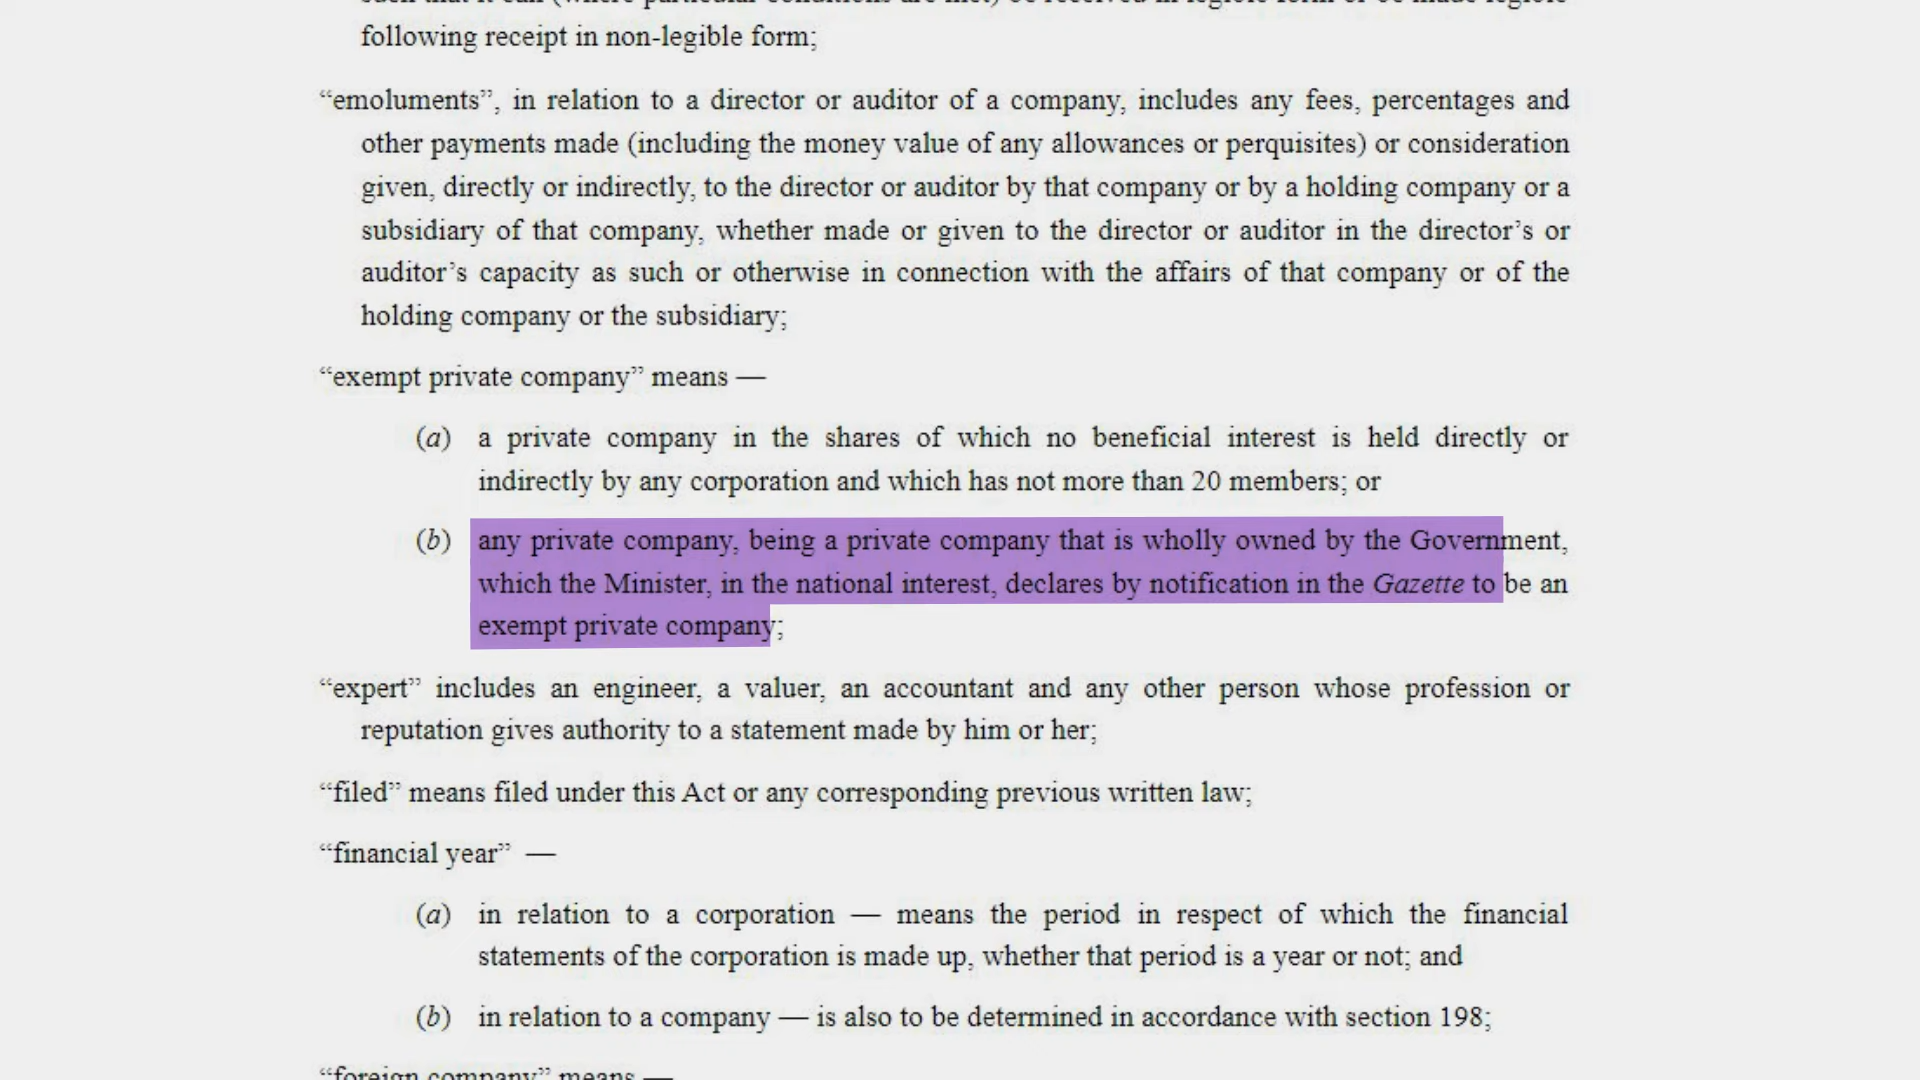 following receipt in non-legible form;
“emoluments”, in relation to a director or auditor of a company, includes any fees, percentages and
other payments made (including the money value of any allowances or perquisites) or consideration
given, directly or indirectly, to the director or auditor by that company or by a holding company or a
subsidiary of that company, whether made or given to the director or auditor in the director’s or
auditor’s capacity as such or otherwise in connection with the affairs of that company or of the
holding company or the subsidiary;
“exempt private company” means —
(a) a private company in the shares of which no beneficial interest is held directly or
indirectly by any corporation and which has not more than 20 members; or
(b) any private company, being a private company that is wholly owned by the Government,
which the Minister, in the national interest, declares by notification in the Gazette to be an
exempt private company;
“expert” includes an engineer, a valuer, an accountant and any other person whose profession or
reputation gives authority to a statement made by him or her;
“filed” means filed under this Act or any corresponding previous written law;
“financial year” —
(a) in relation to a corporation — means the period in respect of which the financial
statements of the corporation is made up, whether that period is a year or not; and
(b) in relation to a company — is also to be determined in accordance with section 198;
“foreign company” means —